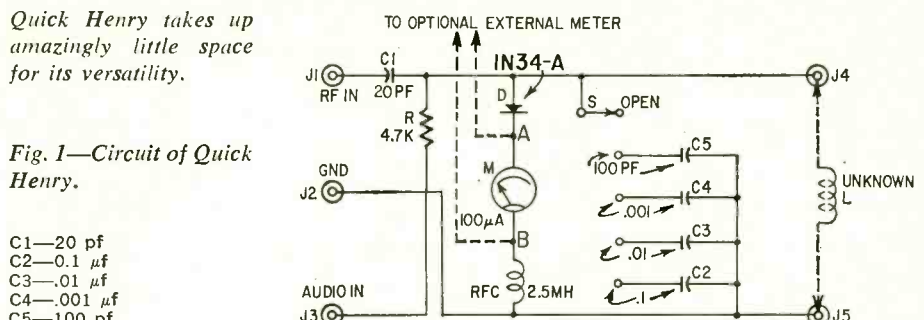 Quick Henry takes up
amazingly little space
for its versatility.
Fig. 1—Circuit of Quick
Henry.
C1—20 pf
C2—0.1 μf
C3—.01 μf
C4—.001 μf
C5—100 pf
TO OPTIONAL EXTERNAL METER
J1
RF IN
C1
20PF
1N34-A
D
S
OPEN
J4
R
4.7K
A
M
100μA
B
GND
J2
100PF
C5
.001
C4
.01
C3
.1
C2
UNKNOWN
L
AUDIO IN
J3
RFC
2.5MH
J5